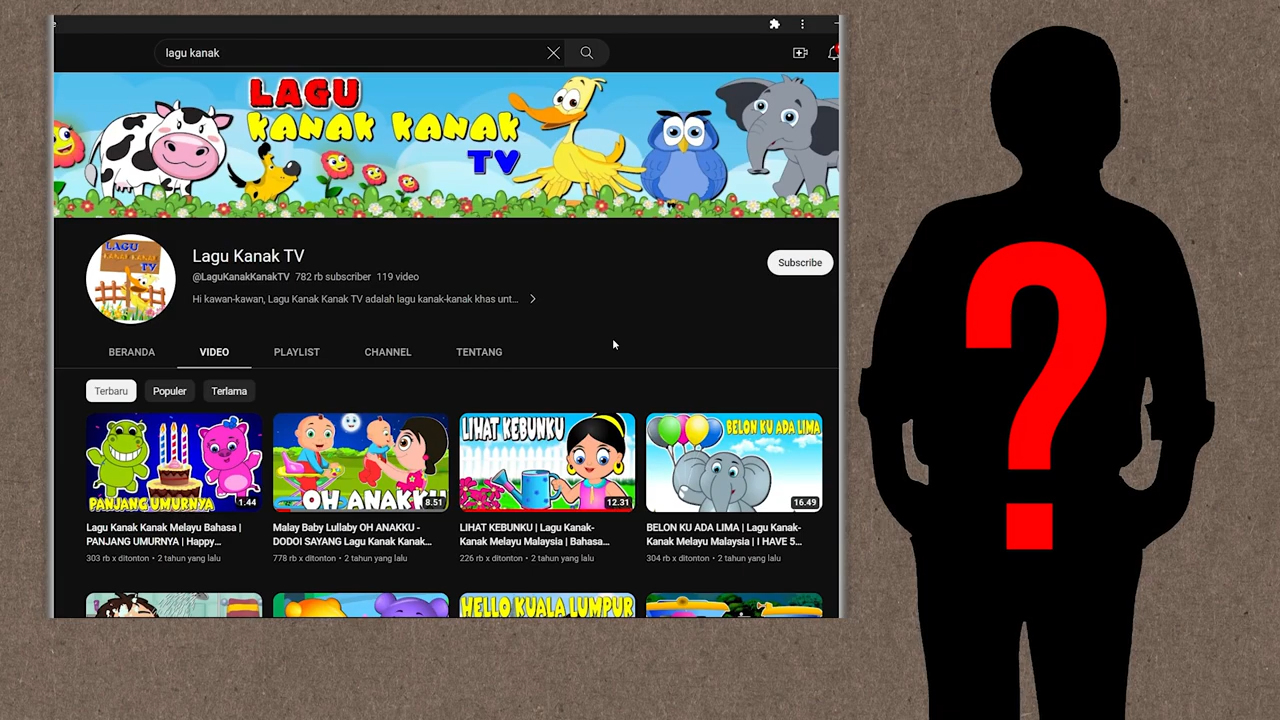 lagu kanak
LAGU
KANAK KANAK
TV
LAGU
KANAK KANAK
TV
Lagu Kanak TV
Subscribe
@LaguKanakKanakTV 782 rb subscriber 119 video
Hi kawan-kawan, Lagu Kanak Kanak TV adalah lagu kanak-kanak khas unt...
BERANDA VIDEO PLAYLIST CHANNEL TENTANG
Terbaru Populer Terlama
PANJANG UMURNYA
1.44
OH ANAKKU
8.51
LIHAT KEBUNKU
12.31
BELON KU ADA LIMA
16.49
Lagu Kanak Kanak Melayu Bahasa |
PANJANG UMURNYA | Happy...
303 rb x ditonton • 2 tahun yang lalu
Malay Baby Lullaby OH ANAKKU -
DODOI SAYANG Lagu Kanak Kanak...
778 rb x ditonton • 2 tahun yang lalu
LIHAT KEBUNKU | Lagu Kanak-
Kanak Melayu Malaysia | Bahasa...
226 rb x ditonton • 2 tahun yang lalu
BELON KU ADA LIMA | Lagu Kanak-
Kanak Melayu Malaysia | I HAVE 5...
304 rb x ditonton • 2 tahun yang lalu
HELLO KUALA LUMPUR
?